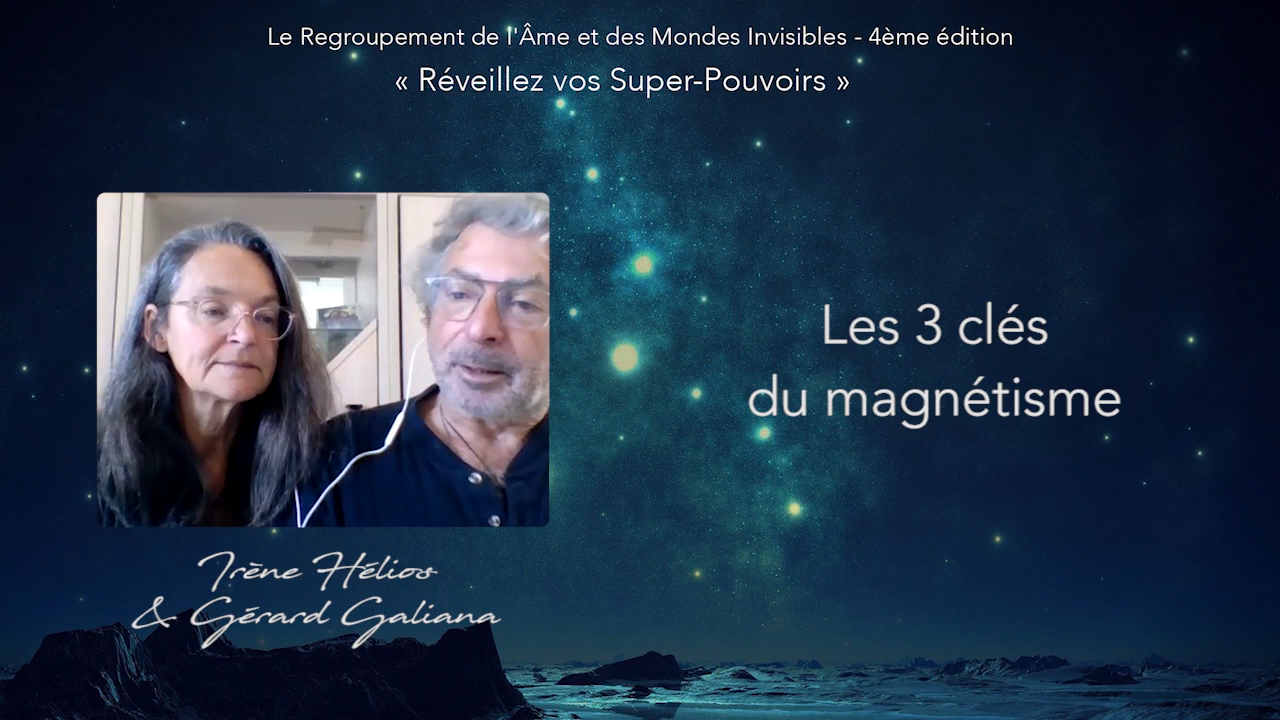 Le Regroupement de l'Âme et des Mondes Invisibles - 4ème édition
« Réveillez vos Super-Pouvoirs »
Les 3 clés
du magnétisme
Irène Hélios
& Gérard Galiana